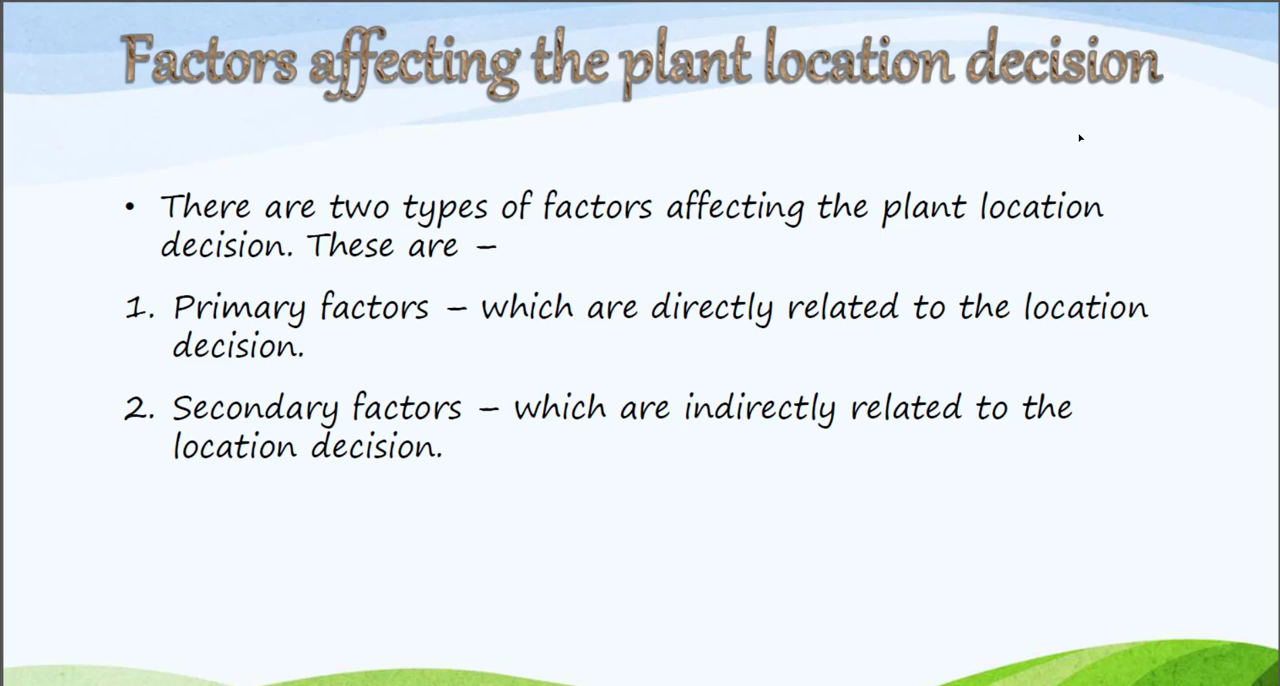 Factors affecting the plant location decision
• There are two types of factors affecting the plant location
decision. These are –
1. Primary factors – which are directly related to the location
decision.
2. Secondary factors – which are indirectly related to the
location decision.